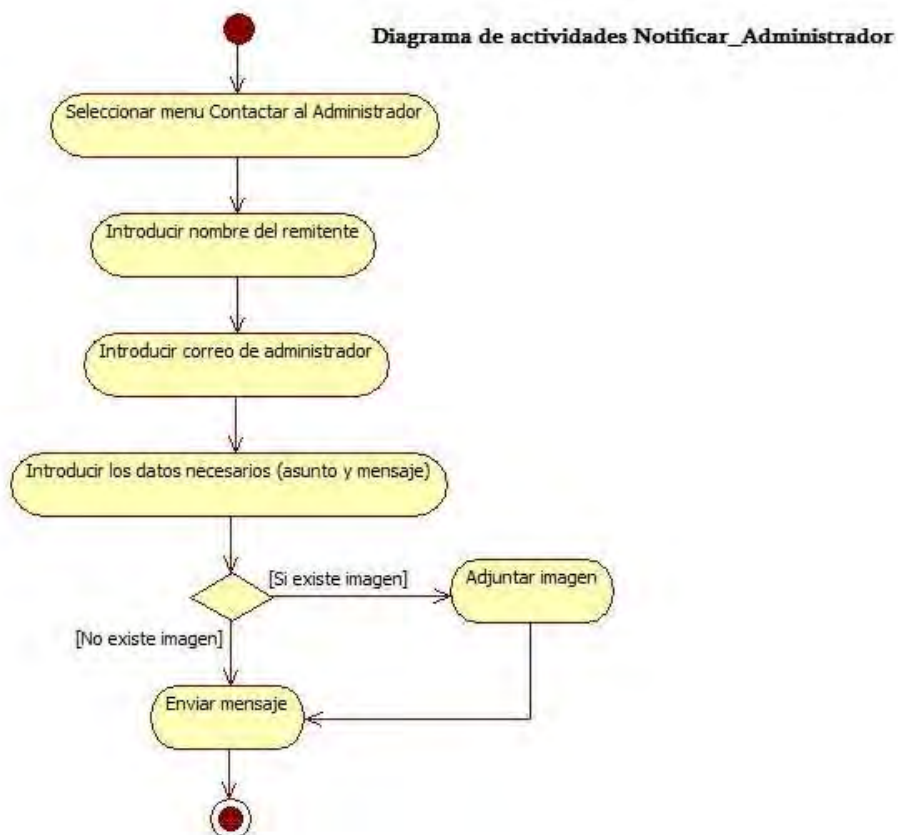 Diagrama de actividades Notificar_Administrador
Seleccionar menu Contactar al Administrador
Introducir nombre del remitente
Introducir correo de administrador
Introducir los datos necesarios (asunto y mensaje)
[Si existe imagen]
Adjuntar imagen
[No existe imagen]
Enviar mensaje